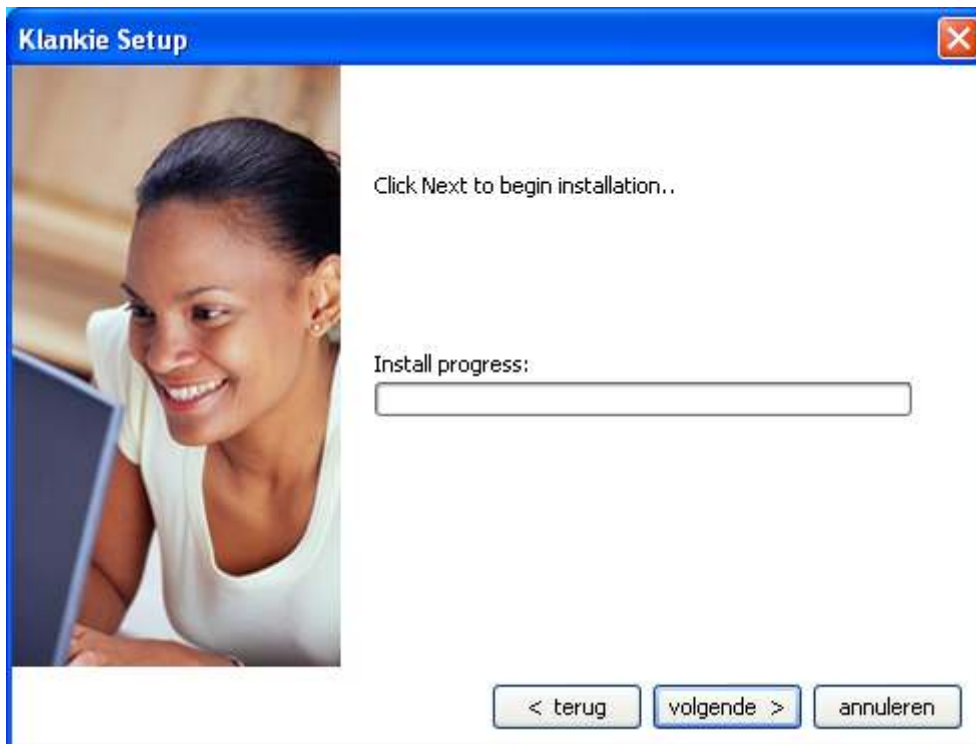 Klankie Setup
Click Next to begin installation..
Install progress:
< terug
volgende >
annuleren